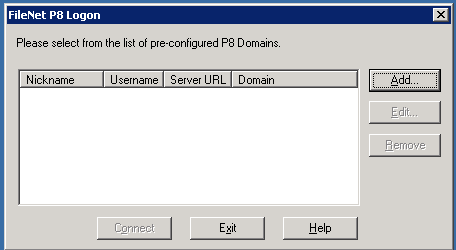 FileNet P8 Logon
Please select from the list of pre-configured P8 Domains.
Nickname Username Server URL Domain
Add...
Edit...
Remove
Connect Exit Help